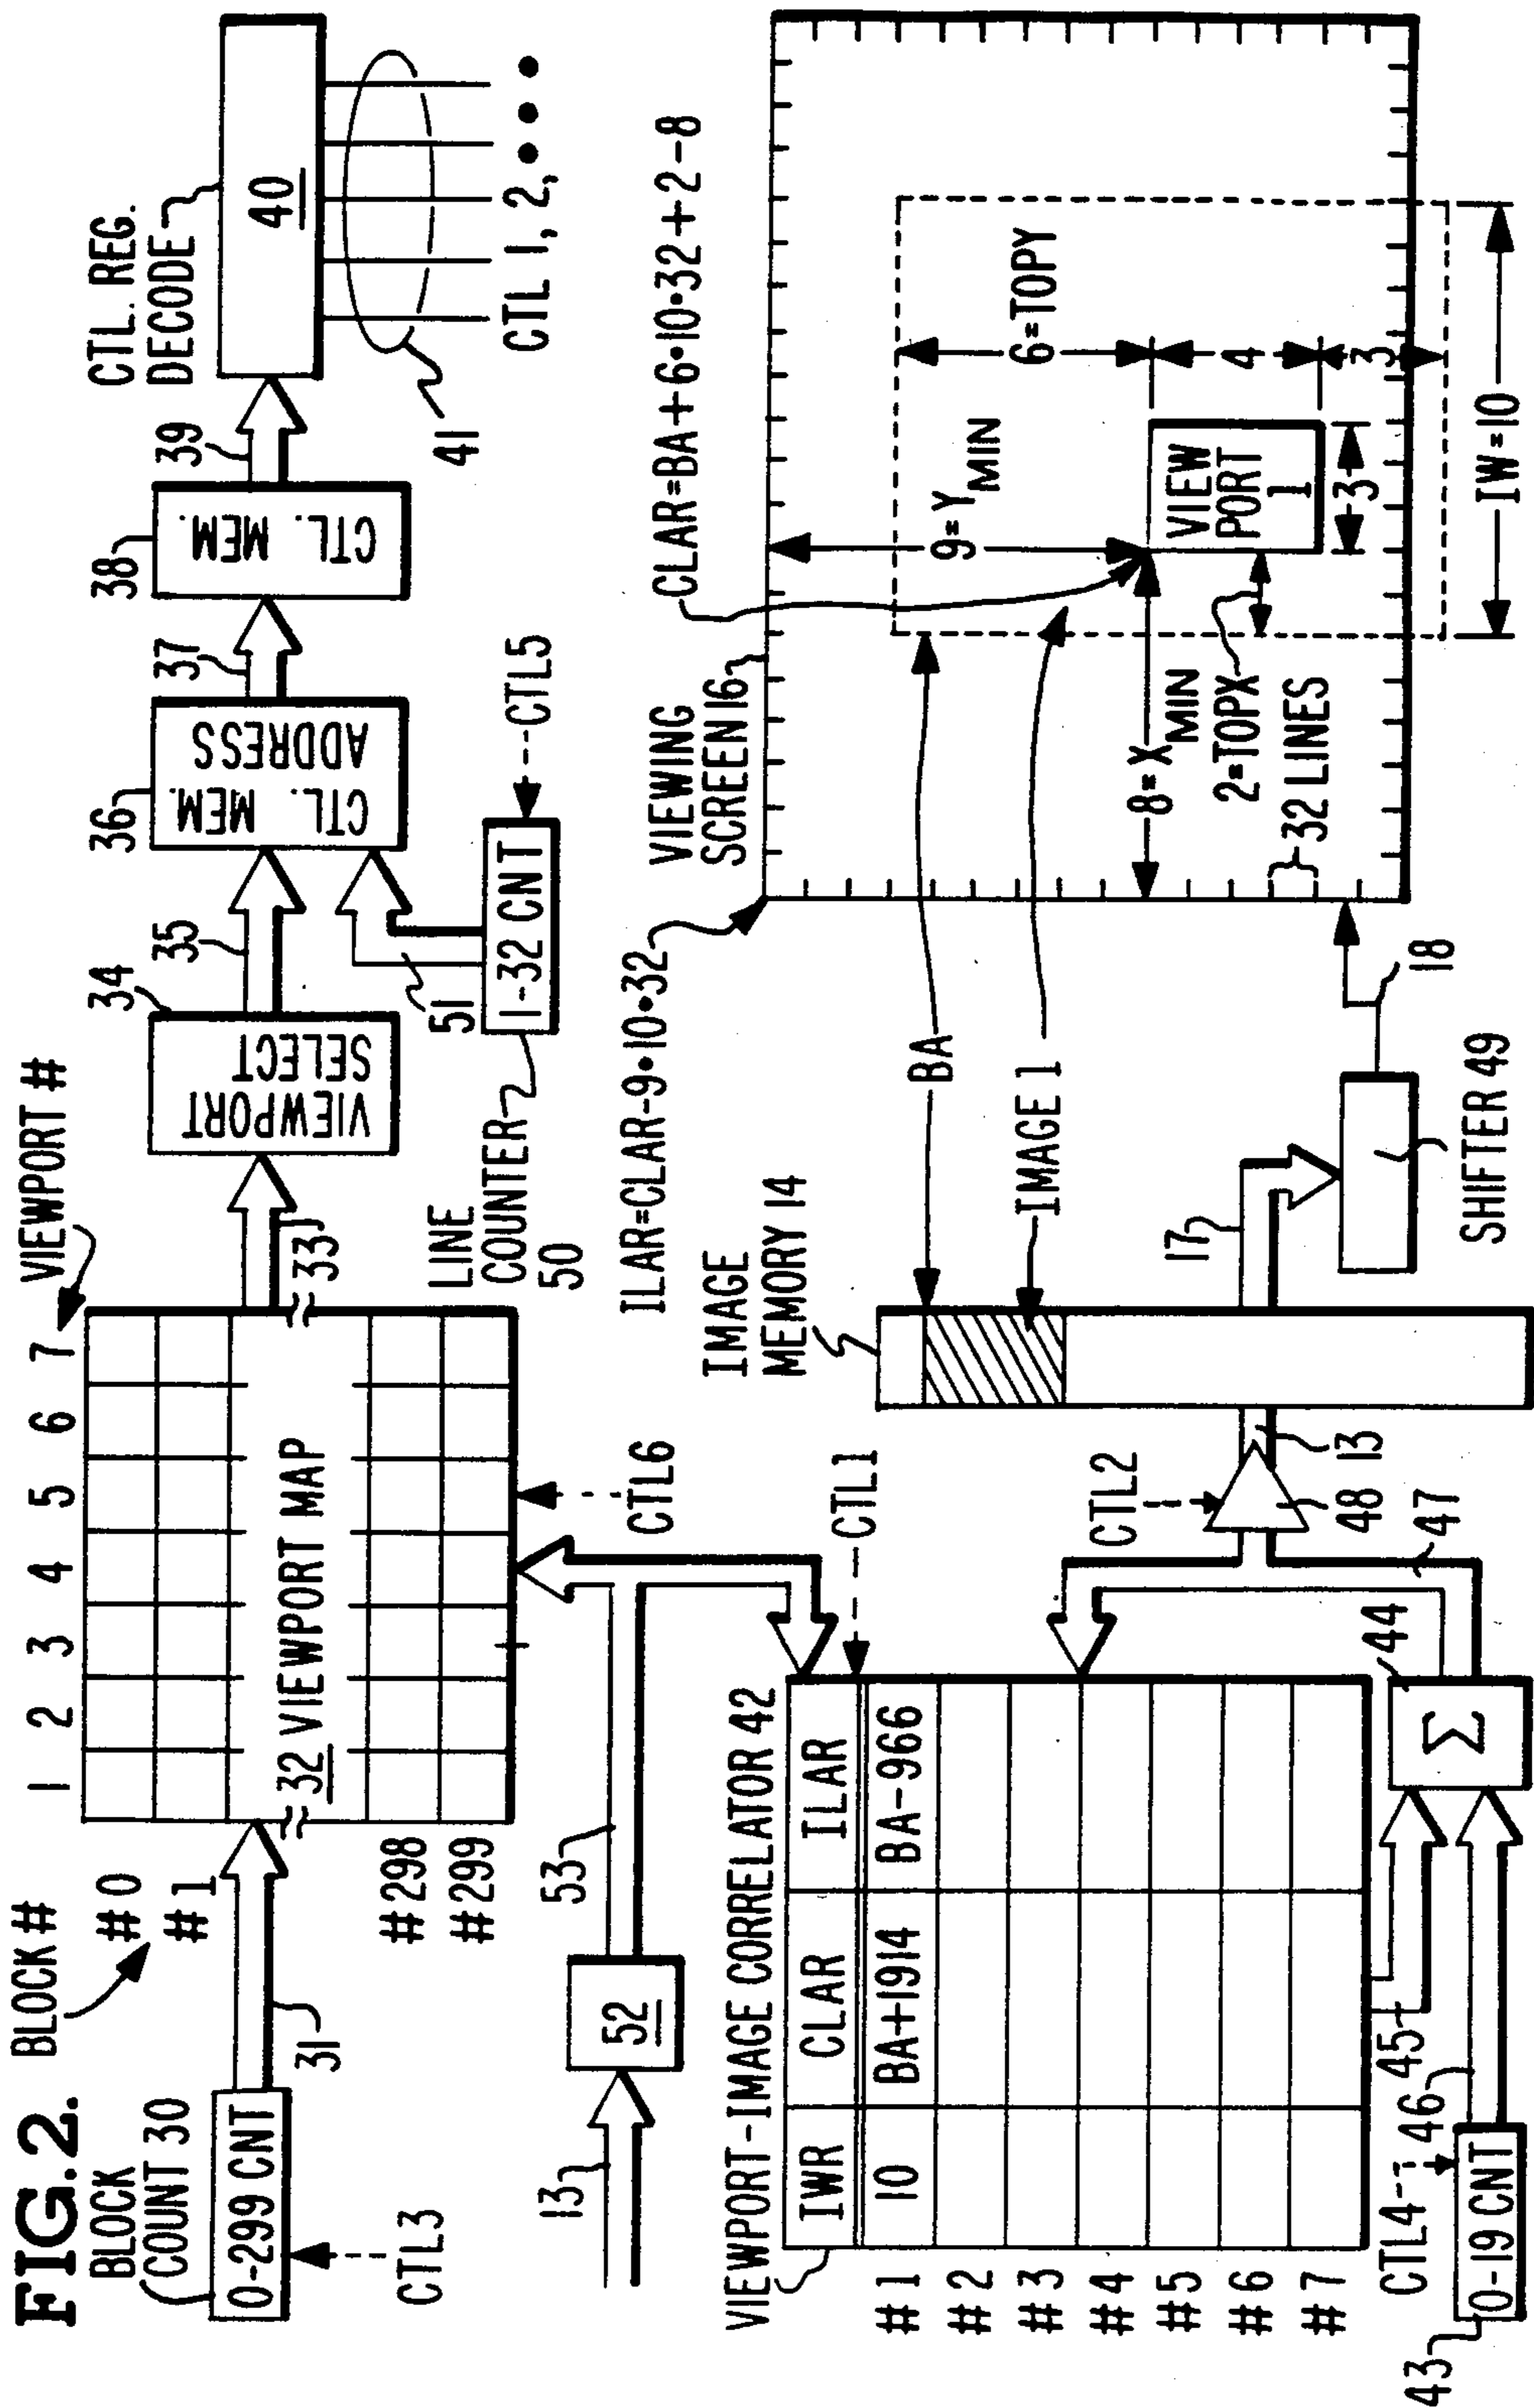 FIG.2.
BLOCK #
VIEWPORT #
1 2 3 4 5 6 7
#0
#1
#298
#299
BLOCK
COUNT 30
0-299 CNT
CTL3
31
32 VIEWPORT MAP
33
VIEWPORT
SELECT
34
35
CTL. MEM.
ADDRESS
36
37
CTL. MEM.
38
39
CTL. REG.
DECODE
40
41
CTL 1, 2, •••
LINE
COUNTER
50
1-32 CNT
51
CTL5
13
52
53
CTL6
CTL1
VIEWPORT-IMAGE CORRELATOR 42
IWR CLAR ILAR
#1 10 BA+1914 BA-966
#2
#3
#4
#5
#6
#7
43
0-19 CNT
CTL4
46
45
44
Σ
47
48
CTL2
13
IMAGE
MEMORY 14
17
SHIFTER 49
18
BA
IMAGE 1
ILAR=CLAR-9•10•32
VIEWING
SCREEN 16
CLAR=BA+6•10•32+2-8
9=YMIN
8=XMIN
6=TOPY
4
3
2=TOPX
32 LINES
VIEW
PORT
1
3
IW=10